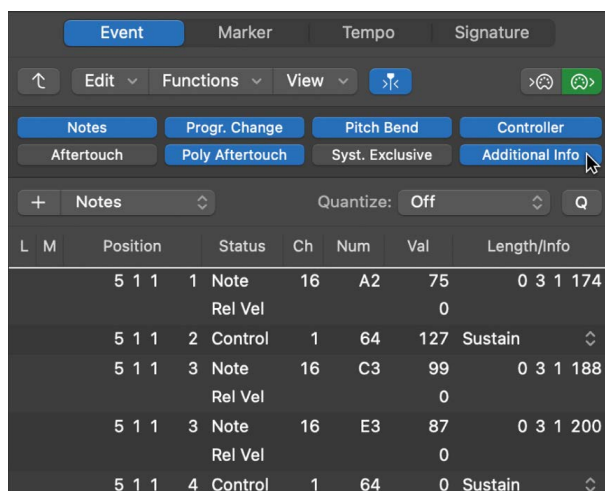 Event Marker Tempo Signature
Edit Functions View
Notes Progr. Change Pitch Bend Controller
Aftertouch Poly Aftertouch Syst. Exclusive Additional Info
+ Notes Quantize: Off Q
L M Position Status Ch Num Val Length/Info
5 1 1 1 Note 16 A2 75 0 3 1 174
Rel Vel 0
5 1 1 2 Control 1 64 127 Sustain
5 1 1 3 Note 16 C3 99 0 3 1 188
Rel Vel 0
5 1 1 3 Note 16 E3 87 0 3 1 200
Rel Vel 0
5 1 1 4 Control 1 64 0 Sustain